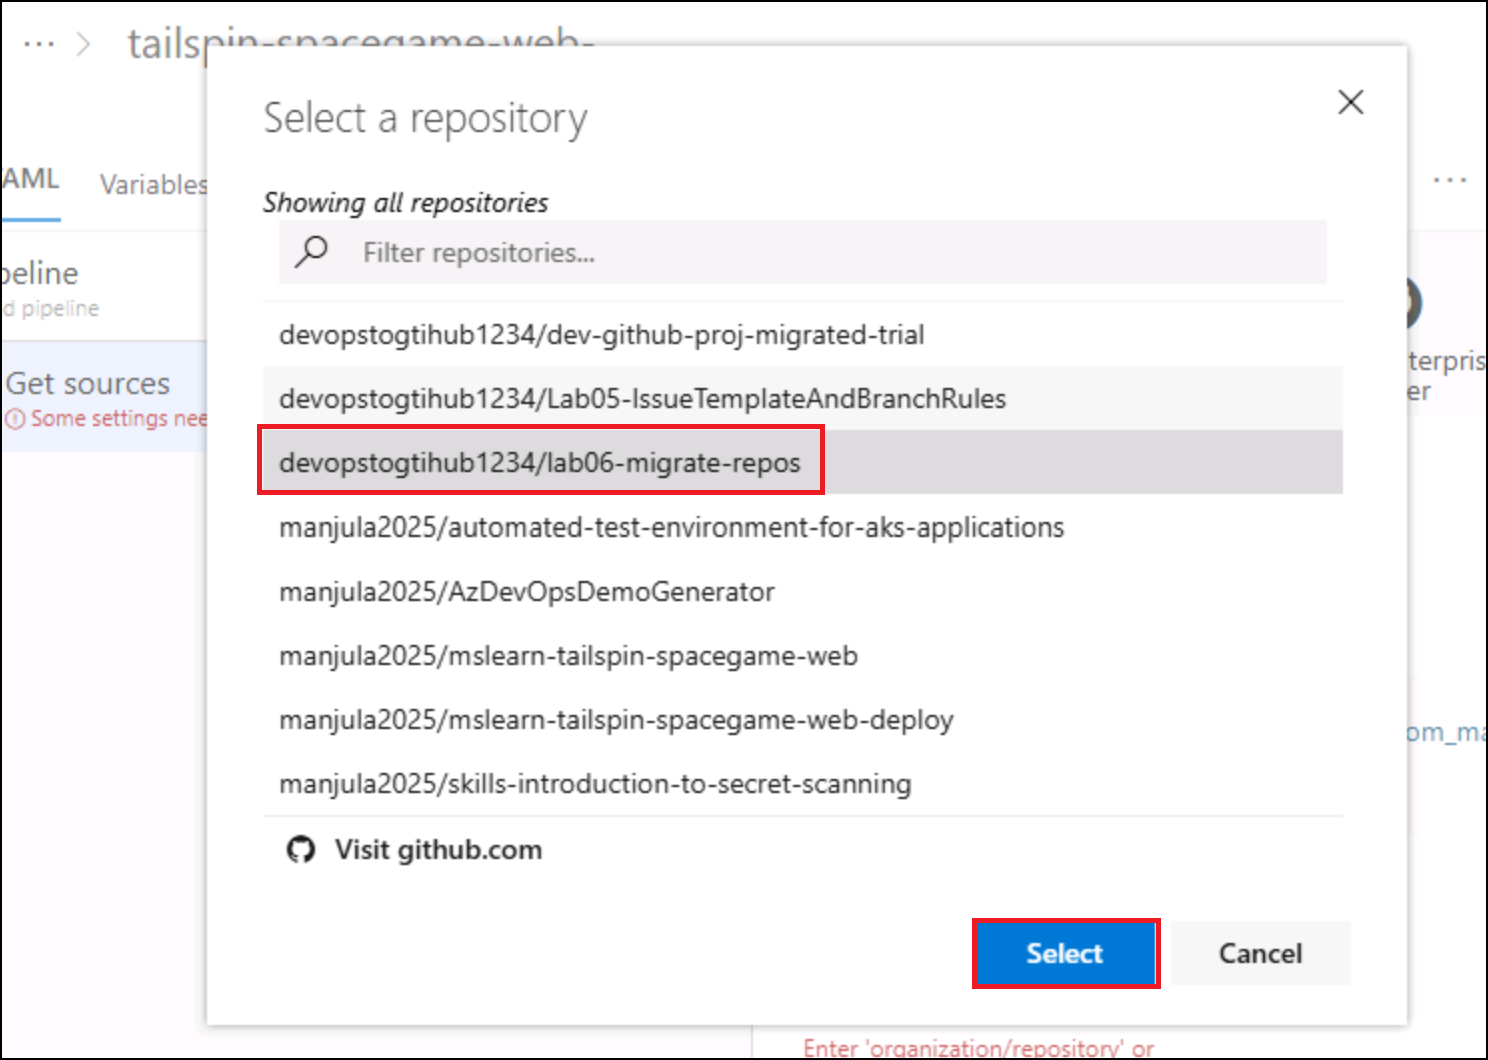 ... > tailspin-spacegame-web-
Select a repository
AML
Variables
...
Showing all repositories
Filter repositories...
peline
d pipeline
devopstogtihub1234/dev-github-proj-migrated-trial
terpris
Get sources
devopstogtihub1234/Lab05-IssueTemplateAndBranchRules
er
Some settings nee
devopstogtihub1234/lab06-migrate-repos
manjula2025/automated-test-environment-for-aks-applications
manjula2025/AzDevOpsDemoGenerator
manjula2025/mslearn-tailspin-spacegame-web
manjula2025/mslearn-tailspin-spacegame-web-deploy
om_ma
manjula2025/skills-introduction-to-secret-scanning
Visit github.com
Select
Cancel
Enter 'organization/repository' or